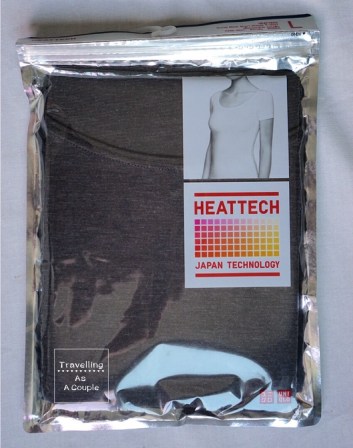 HEATTECH
JAPAN TECHNOLOGY
Travelling
As
A Couple